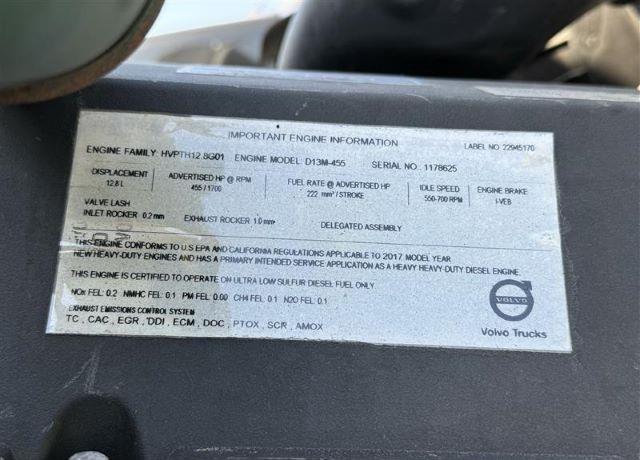 IMPORTANT ENGINE INFORMATION
LABEL NO 22945170
ENGINE FAMILY: HVPTH12.8G01 ENGINE MODEL: D13M-455 SERIAL NO. 1178625
DISPLACEMENT ADVERTISED HP @ RPM FUEL RATE @ ADVERTISED HP IDLE SPEED ENGINE BRAKE
12.8 L 455 / 1700 222 mm³/STROKE 550-700 RPM I-VEB
VALVE LASH
INLET ROCKER 0.2 mm EXHAUST ROCKER 1.0 mm DELEGATED ASSEMBLY
THIS ENGINE CONFORMS TO U.S EPA AND CALIFORNIA REGULATIONS APPLICABLE TO 2017 MODEL YEAR
NEW HEAVY-DUTY ENGINES AND HAS A PRIMARY INTENDED SERVICE APPLICATION AS A HEAVY HEAVY-DUTY DIESEL ENGINE.
THIS ENGINE IS CERTIFIED TO OPERATE ON ULTRA LOW SULFUR DIESEL FUEL ONLY
NOx FEL: 0.2 NMHC FEL: 0.1 PM FEL: 0.00 CH4 FEL: 0.1 N2O FEL: 0.1
EXHAUST EMISSIONS CONTROL SYSTEM
TC , CAC , EGR , DDI , ECM , DOC , PTOX , SCR , AMOX
VOLVO
Volvo Trucks